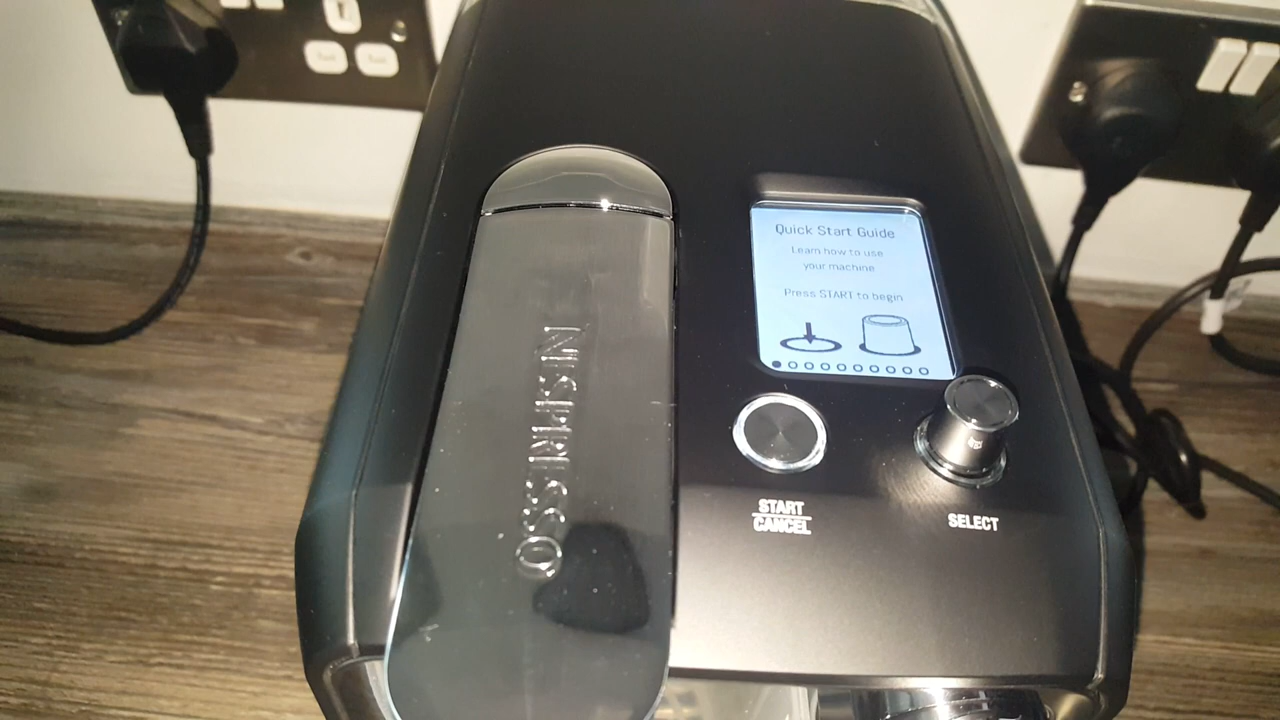 Quick Start Guide
Learn how to use
your machine
Press START to begin
NESPRESSO
START
CANCEL
SELECT